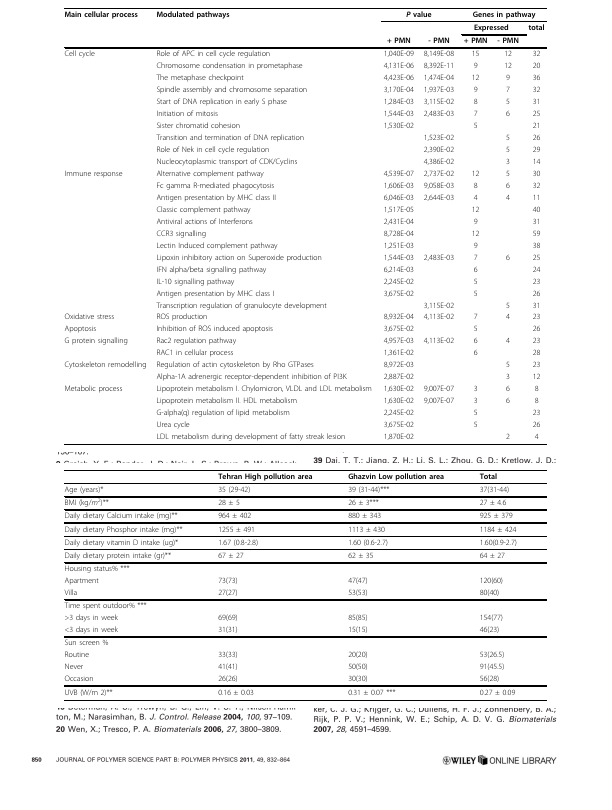 Main cellular process Modulated pathways P value Genes in pathway
Expressed total
+ PMN - PMN + PMN - PMN
Cell cycle Role of APC in cell cycle regulation 1,040E-09 8,149E-08 15 12 32
Chromosome condensation in prometaphase 4,131E-06 8,392E-11 9 12 20
The metaphase checkpoint 4,423E-06 1,474E-04 12 9 36
Spindle assembly and chromosome separation 3,170E-04 1,937E-03 9 7 32
Start of DNA replication in early S phase 1,284E-03 3,115E-02 8 5 31
Initiation of mitosis 1,544E-03 2,483E-03 7 6 25
Sister chromatid cohesion 1,530E-02 5 21
Transition and termination of DNA replication 1,523E-02 5 26
Role of Nek in cell cycle regulation 2,390E-02 5 29
Nucleocytoplasmic transport of CDK/Cyclins 4,386E-02 3 14
Immune response Alternative complement pathway 4,539E-07 2,737E-02 12 5 30
Fc gamma R-mediated phagocytosis 1,606E-03 9,058E-03 8 6 32
Antigen presentation by MHC class II 6,046E-03 2,644E-03 4 4 11
Classic complement pathway 1,517E-05 12 40
Antiviral actions of Interferons 2,431E-04 9 31
CCR3 signalling 8,728E-04 12 59
Lectin Induced complement pathway 1,251E-03 9 38
Lipoxin inhibitory action on Superoxide production 1,544E-03 2,483E-03 7 6 25
IFN alpha/beta signalling pathway 6,214E-03 6 24
IL-10 signalling pathway 2,245E-02 5 23
Antigen presentation by MHC class I 3,675E-02 5 26
Transcription regulation of granulocyte development 3,115E-02 5 31
Oxidative stress ROS production 8,932E-04 4,113E-02 7 4 23
Apoptosis Inhibition of ROS induced apoptosis 3,675E-02 5 26
G protein signalling Rac2 regulation pathway 4,957E-03 4,113E-02 6 4 23
RAC1 in cellular process 1,361E-02 6 28
Cytoskeleton remodelling Regulation of actin cytoskeleton by Rho GTPases 8,972E-03 5 23
Alpha-1A adrenergic receptor-dependent inhibition of PI3K 2,887E-02 3 12
Metabolic process Lipoprotein metabolism I. Chylomicron, VLDL and LDL metabolism 1,630E-02 9,007E-07 3 6 8
Lipoprotein metabolism II. HDL metabolism 1,630E-02 9,007E-07 3 6 8
G-alpha(q) regulation of lipid metabolism 2,245E-02 5 23
Urea cycle 3,675E-02 5 26
LDL metabolism during development of fatty streak lesion 1,870E-02 2 4
39 Dai, T. T.; Jiang, Z. H.; Li, S. L.; Zhou, G. D.; Kretlow, J. D.;
Tehran High pollution area Ghazvin Low pollution area Total
Age (years)* 35 (29-42) 39 (31-44)*** 37(31-44)
BMI (kg/m²)** 28 ± 5 26 ± 3*** 27 ± 4.6
Daily dietary Calcium intake (mg)** 964 ± 402 880 ± 343 925 ± 379
Daily dietary Phosphor intake (mg)** 1255 ± 491 1113 ± 430 1184 ± 424
Daily dietary vitamin D intake (ug)* 1.67 (0.8-2.8) 1.60 (0.6-2.7) 1.60(0.9-2.7)
Daily dietary protein intake (gr)** 67 ± 27 62 ± 35 64 ± 27
Housing status% ***
Apartment 73(73) 47(47) 120(60)
Villa 27(27) 53(53) 80(40)
Time spent outdoor% ***
>3 days in week 69(69) 85(85) 154(77)
<3 days in week 31(31) 15(15) 46(23)
Sun screen %
Routine 33(33) 20(20) 53(26.5)
Never 41(41) 50(50) 91(45.5)
Occasion 26(26) 30(30) 56(28)
UVB (W/m 2)** 0.16 ± 0.03 0.31 ± 0.07 *** 0.27 ± 0.09
ton, M.; Narasimhan, B. J. Control. Release 2004, 100, 97–109.
20 Wen, X.; Tresco, P. A. Biomaterials 2006, 27, 3800–3809.
ker, C. J. G.; Krijger, G. C.; Dullens, H. F. J.; Zonnenberg, B. A.;
Rijk, P. P. V.; Hennink, W. E.; Schip, A. D. V. G. Biomaterials
2007, 28, 4591–4599.
850 JOURNAL OF POLYMER SCIENCE PART B: POLYMER PHYSICS 2011, 49, 832–864 WILEY ONLINE LIBRARY